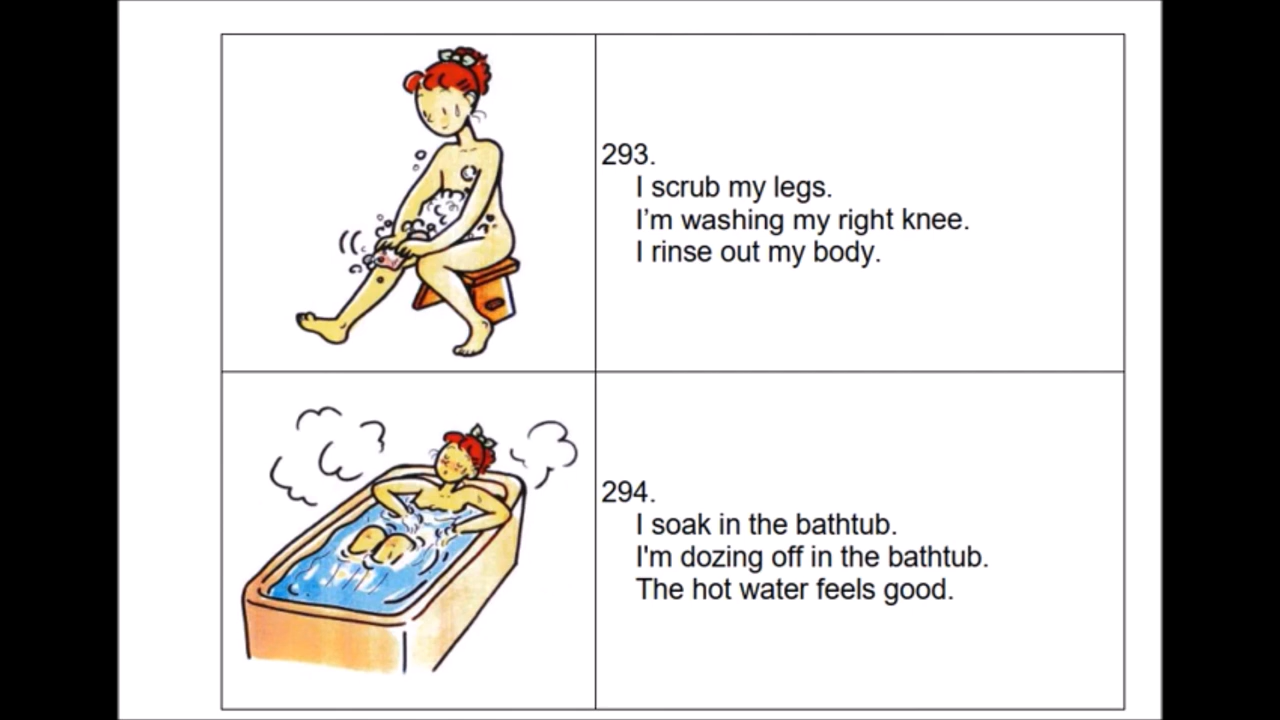 293.
I scrub my legs.
I’m washing my right knee.
I rinse out my body.
294.
I soak in the bathtub.
I'm dozing off in the bathtub.
The hot water feels good.